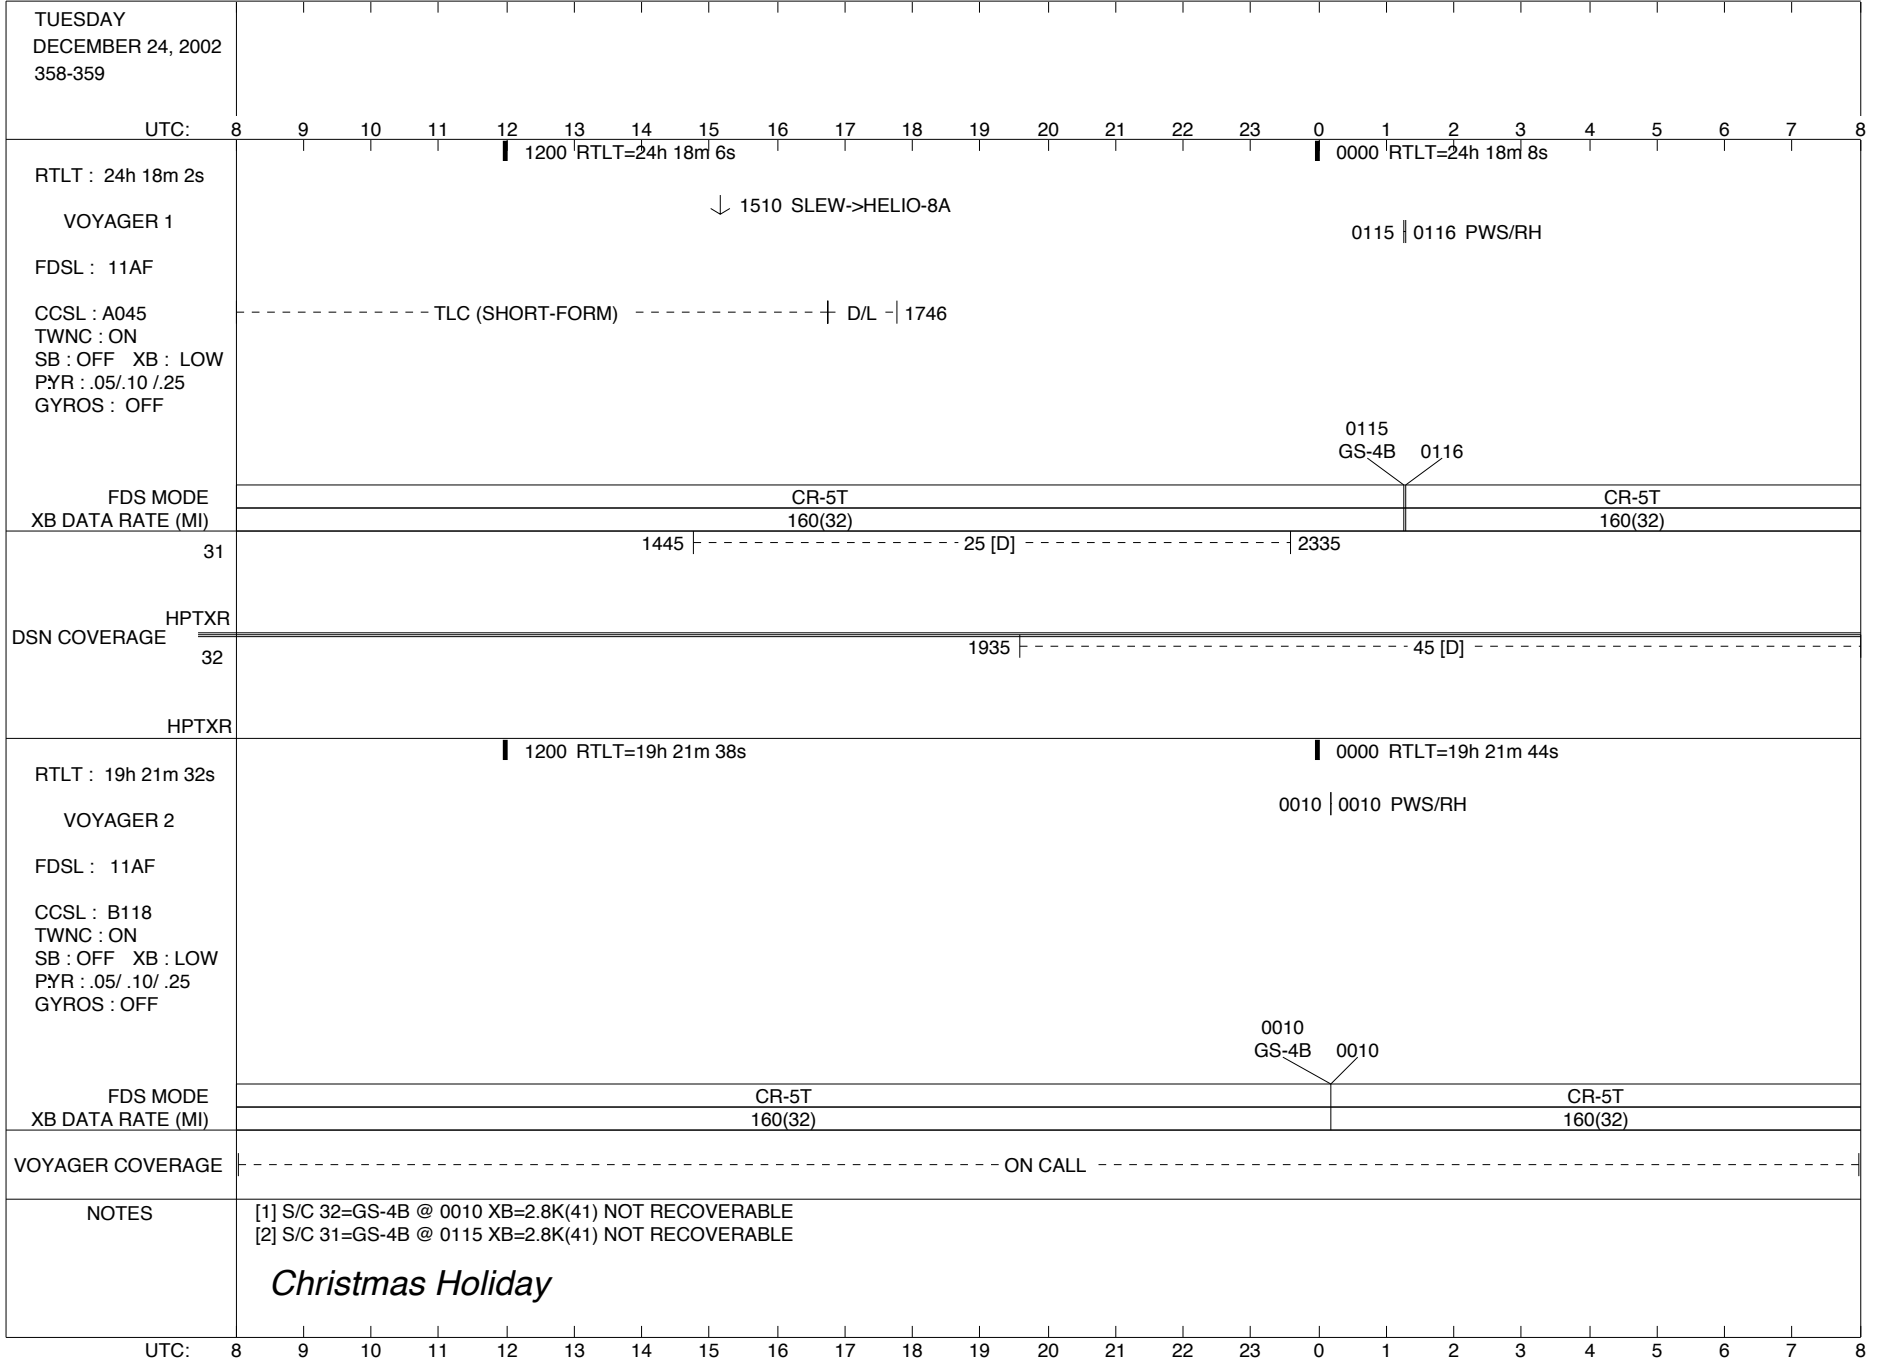 TUESDAY
DECEMBER 24, 2002
358-359
UTC: 8 9 10 11 12 13 14 15 16 17 18 19 20 21 22 23 0 1 2 3 4 5 6 7 8
1200 RTLT=24h 18m 6s 0000 RTLT=24h 18m 8s
RTLT : 24h 18m 2s
1510 SLEW->HELIO-8A
VOYAGER 1
0115 0116 PWS/RH
FDSL : 11AF
CCSL : A045 TLC (SHORT-FORM) D/L 1746
TWNC : ON
SB : OFF XB : LOW
P:YR : .05/.10 /.25
GYROS : OFF
0115
GS-4B 0116
FDS MODE CR-5T CR-5T
XB DATA RATE (MI) 160(32) 160(32)
31 1445 25 [D] 2335
HPTXR
DSN COVERAGE
32 1935 45 [D]
HPTXR
1200 RTLT=19h 21m 38s 0000 RTLT=19h 21m 44s
RTLT : 19h 21m 32s
0010 0010 PWS/RH
VOYAGER 2
FDSL : 11AF
CCSL : B118
TWNC : ON
SB : OFF XB : LOW
P:YR : .05/ .10/ .25
GYROS : OFF
0010
GS-4B 0010
FDS MODE CR-5T CR-5T
XB DATA RATE (MI) 160(32) 160(32)
VOYAGER COVERAGE ON CALL
NOTES [1] S/C 32=GS-4B @ 0010 XB=2.8K(41) NOT RECOVERABLE
[2] S/C 31=GS-4B @ 0115 XB=2.8K(41) NOT RECOVERABLE
Christmas Holiday
UTC: 8 9 10 11 12 13 14 15 16 17 18 19 20 21 22 23 0 1 2 3 4 5 6 7 8